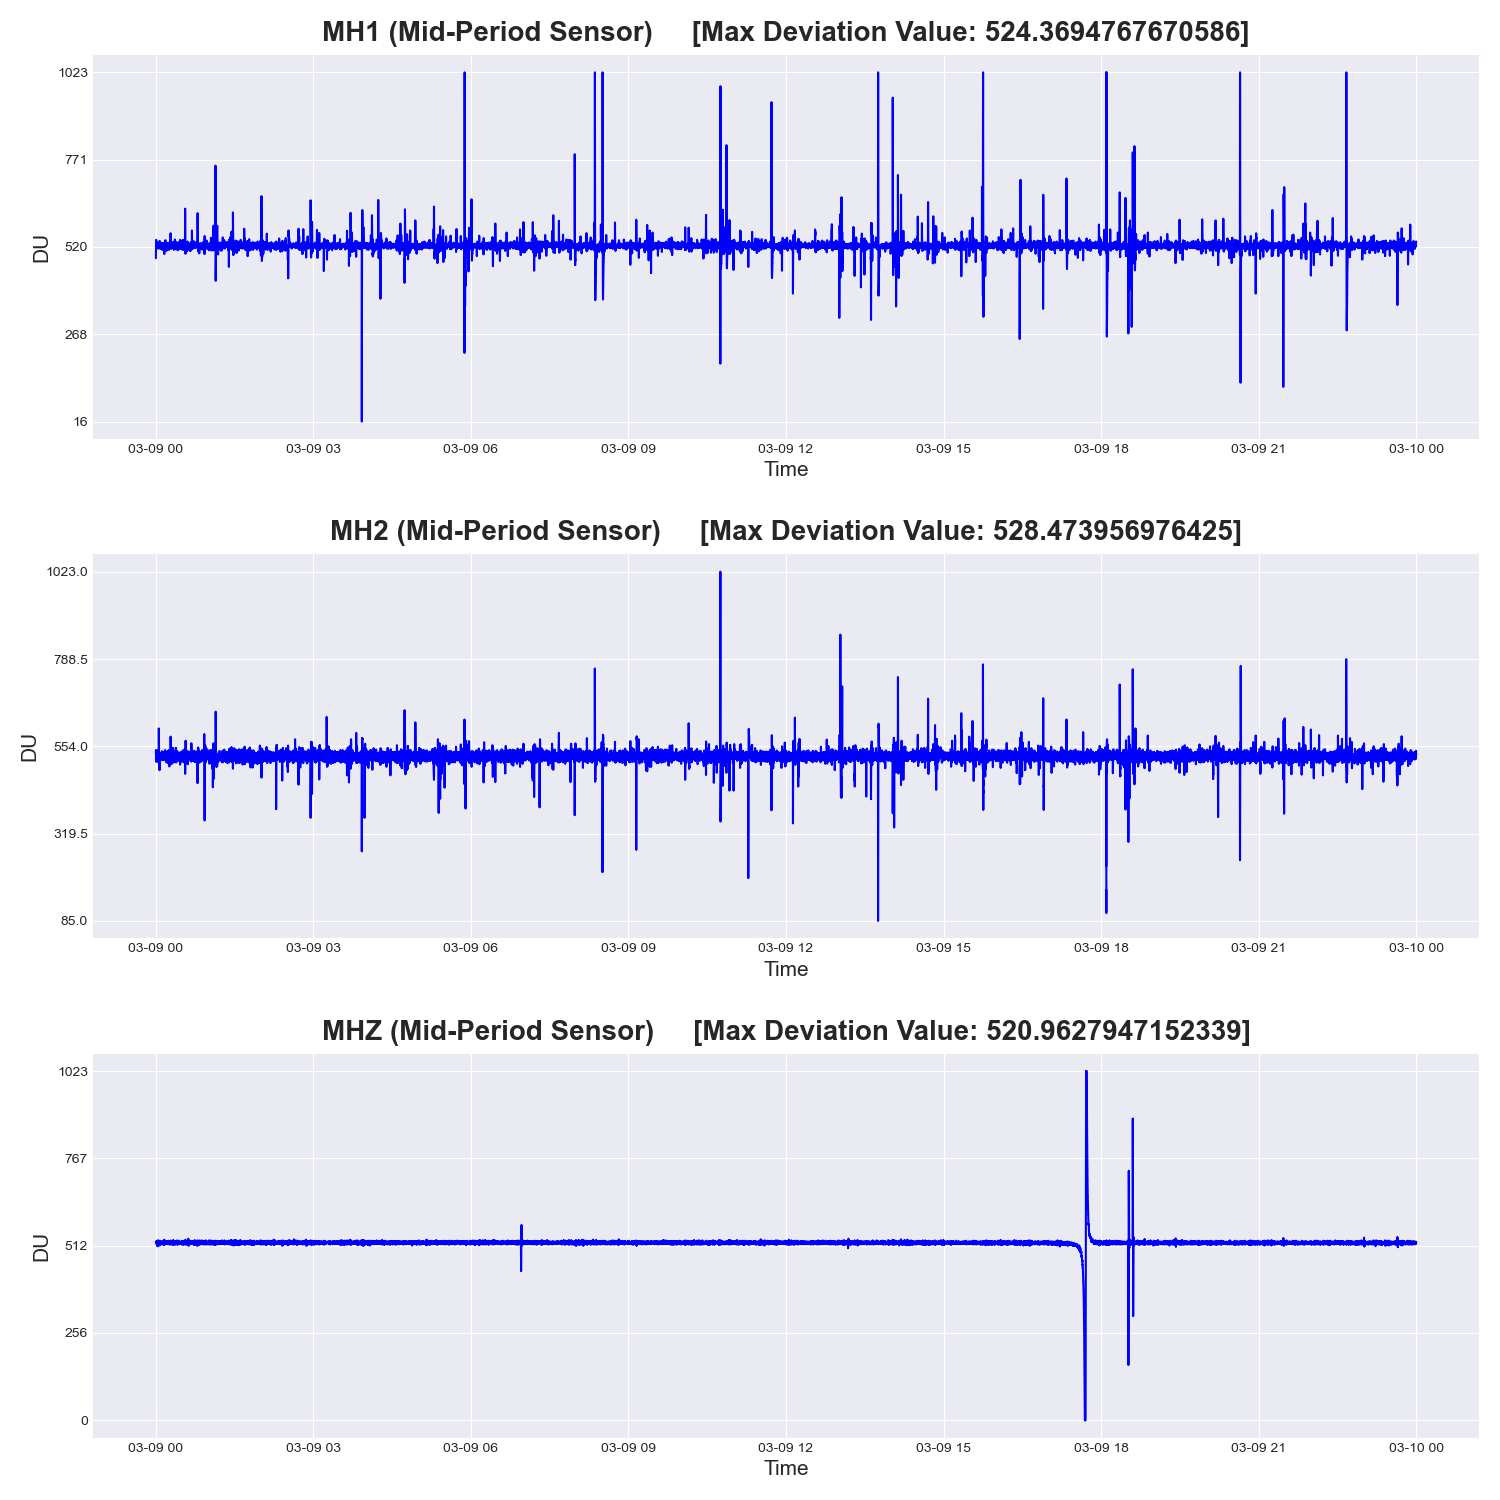 MH1 (Mid-Period Sensor) [Max Deviation Value: 524.3694767670586]
1023
771
520
268
16
DU
03-09 00 03-09 03 03-09 06 03-09 09 03-09 12 03-09 15 03-09 18 03-09 21 03-10 00
Time
MH2 (Mid-Period Sensor) [Max Deviation Value: 528.473956976425]
1023.0
788.5
554.0
319.5
85.0
DU
03-09 00 03-09 03 03-09 06 03-09 09 03-09 12 03-09 15 03-09 18 03-09 21 03-10 00
Time
MHZ (Mid-Period Sensor) [Max Deviation Value: 520.9627947152339]
1023
767
512
256
0
DU
03-09 00 03-09 03 03-09 06 03-09 09 03-09 12 03-09 15 03-09 18 03-09 21 03-10 00
Time